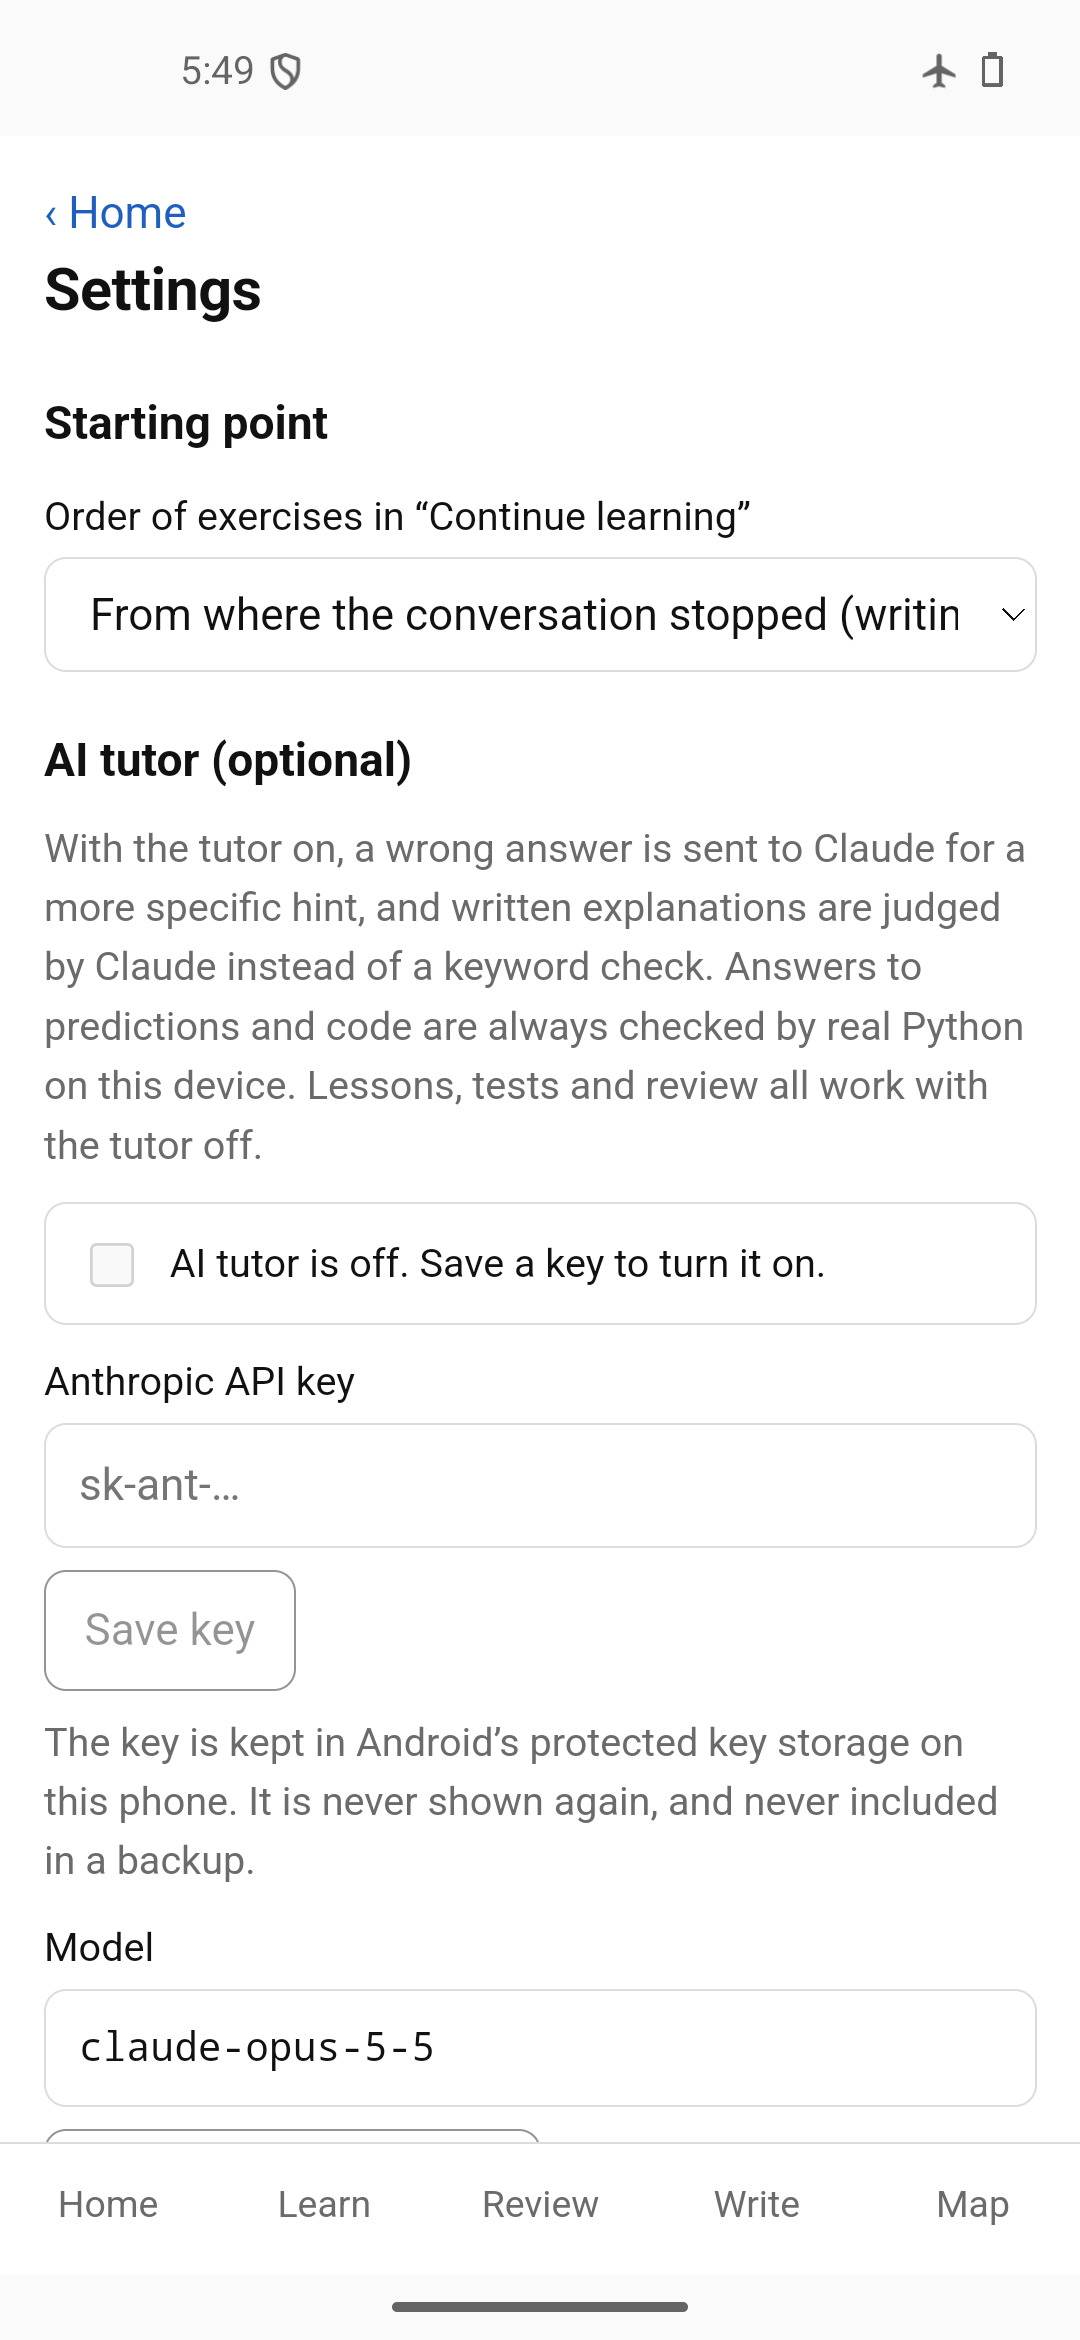 5:49
‹ Home
Settings
Starting point
Order of exercises in “Continue learning”
From where the conversation stopped (writin
AI tutor (optional)
With the tutor on, a wrong answer is sent to Claude for a
more specific hint, and written explanations are judged
by Claude instead of a keyword check. Answers to
predictions and code are always checked by real Python
on this device. Lessons, tests and review all work with
the tutor off.
AI tutor is off. Save a key to turn it on.
Anthropic API key
sk-ant-…
Save key
The key is kept in Android’s protected key storage on
this phone. It is never shown again, and never included
in a backup.
Model
claude-opus-5-5
Home Learn Review Write Map